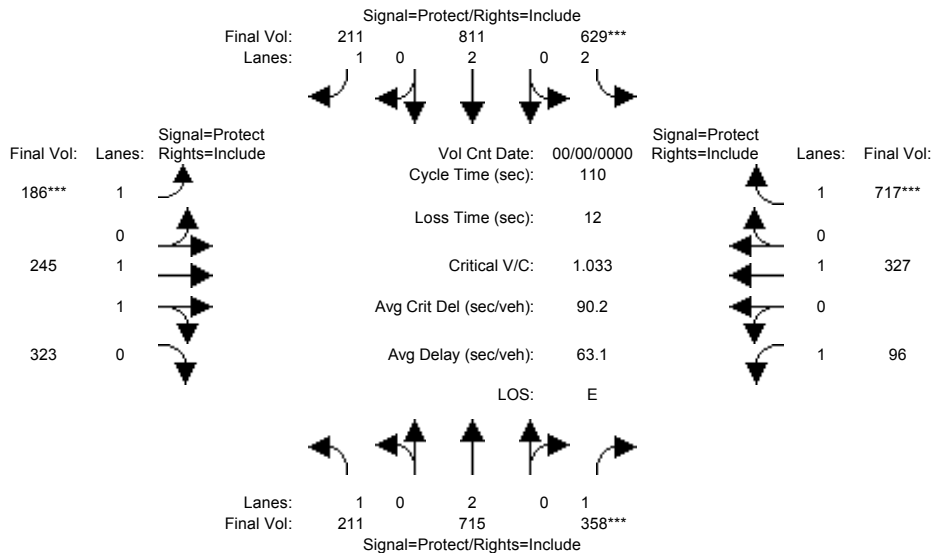 Signal=Protect/Rights=Include
Final Vol: 211 811 629***
Lanes: 1 0 2 0 2
Signal=Protect Signal=Protect
Final Vol: Lanes: Rights=Include Vol Cnt Date: 00/00/0000 Rights=Include Lanes: Final Vol:
Cycle Time (sec): 110
186*** 1 1 717***
Loss Time (sec): 12
0 0
245 1 Critical V/C: 1.033 1 327
1 Avg Crit Del (sec/veh): 90.2 0
323 0 Avg Delay (sec/veh): 63.1 1 96
LOS: E
Lanes: 1 0 2 0 1
Final Vol: 211 715 358***
Signal=Protect/Rights=Include